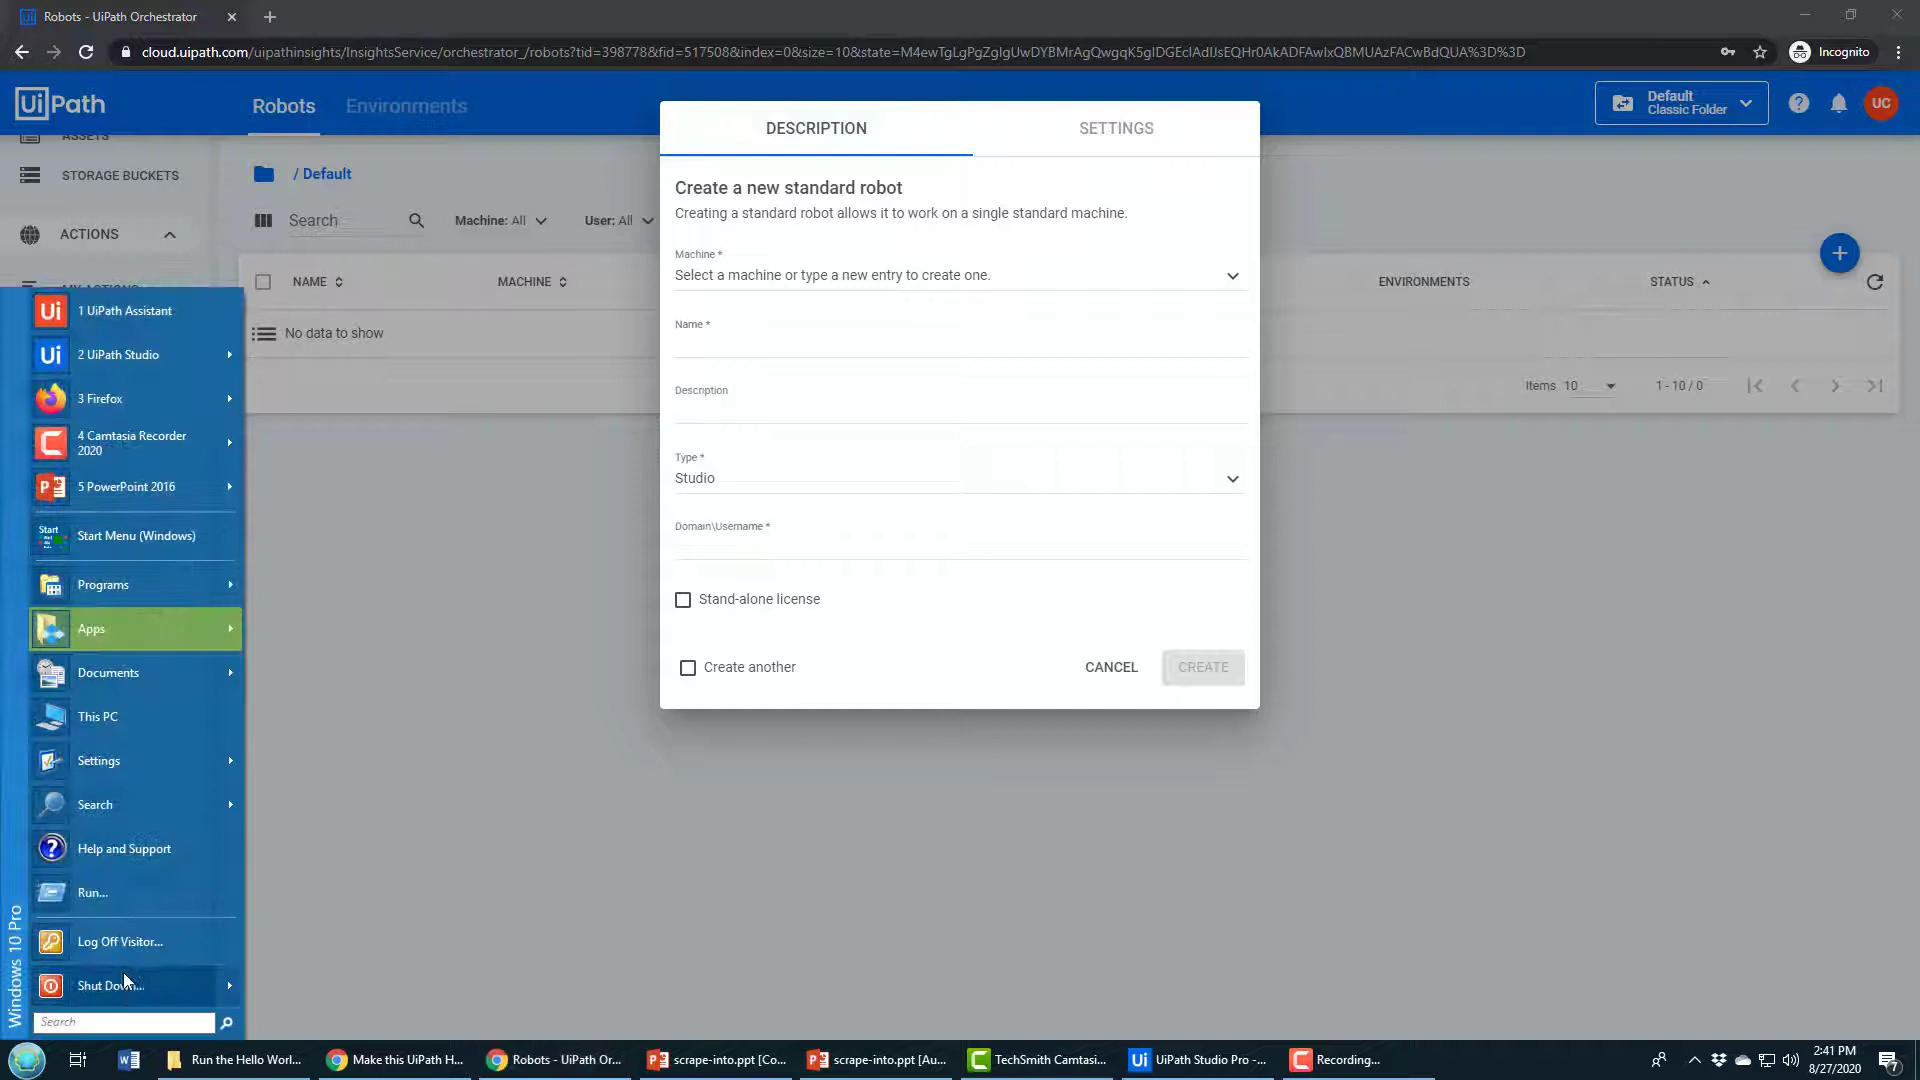 Robots - UiPath Orchestrator
cloud.uipath.com/uipathinsights/InsightsService/orchestrator_/robots?tid=398778&fid=517508&index=0&size=10&state=M4ewTgLgPgZglgUwDYBMrAgQwgqK5gIDGEclAdIJsEQHr0AkADFAwIxQBMUAzFACwBdQUA%3D%3D
Incognito
UiPath
Robots
Environments
Default
Classic Folder
UC
ASSETS
STORAGE BUCKETS
ACTIONS
/ Default
Search
Machine: All
User: All
NAME
MACHINE
ENVIRONMENTS
STATUS
No data to show
Items 10
1 - 10 / 0
DESCRIPTION
SETTINGS
Create a new standard robot
Creating a standard robot allows it to work on a single standard machine.
Machine *
Select a machine or type a new entry to create one.
Name *
Description
Type *
Studio
Domain\Username *
Stand-alone license
Create another
CANCEL
CREATE
1 UiPath Assistant
2 UiPath Studio
3 Firefox
4 Camtasia Recorder
2020
5 PowerPoint 2016
Start
Start Menu (Windows)
Programs
Apps
Documents
This PC
Settings
Search
Help and Support
Run...
Log Off Visitor...
Shut Down...
Windows 10 Pro
Search
Run the Hello Worl...
Make this UiPath H...
Robots - UiPath Or...
scrape-into.ppt [Co...
scrape-into.ppt [Au...
TechSmith Camtasi...
UiPath Studio Pro -...
Recording...
2:41 PM
8/27/2020
7